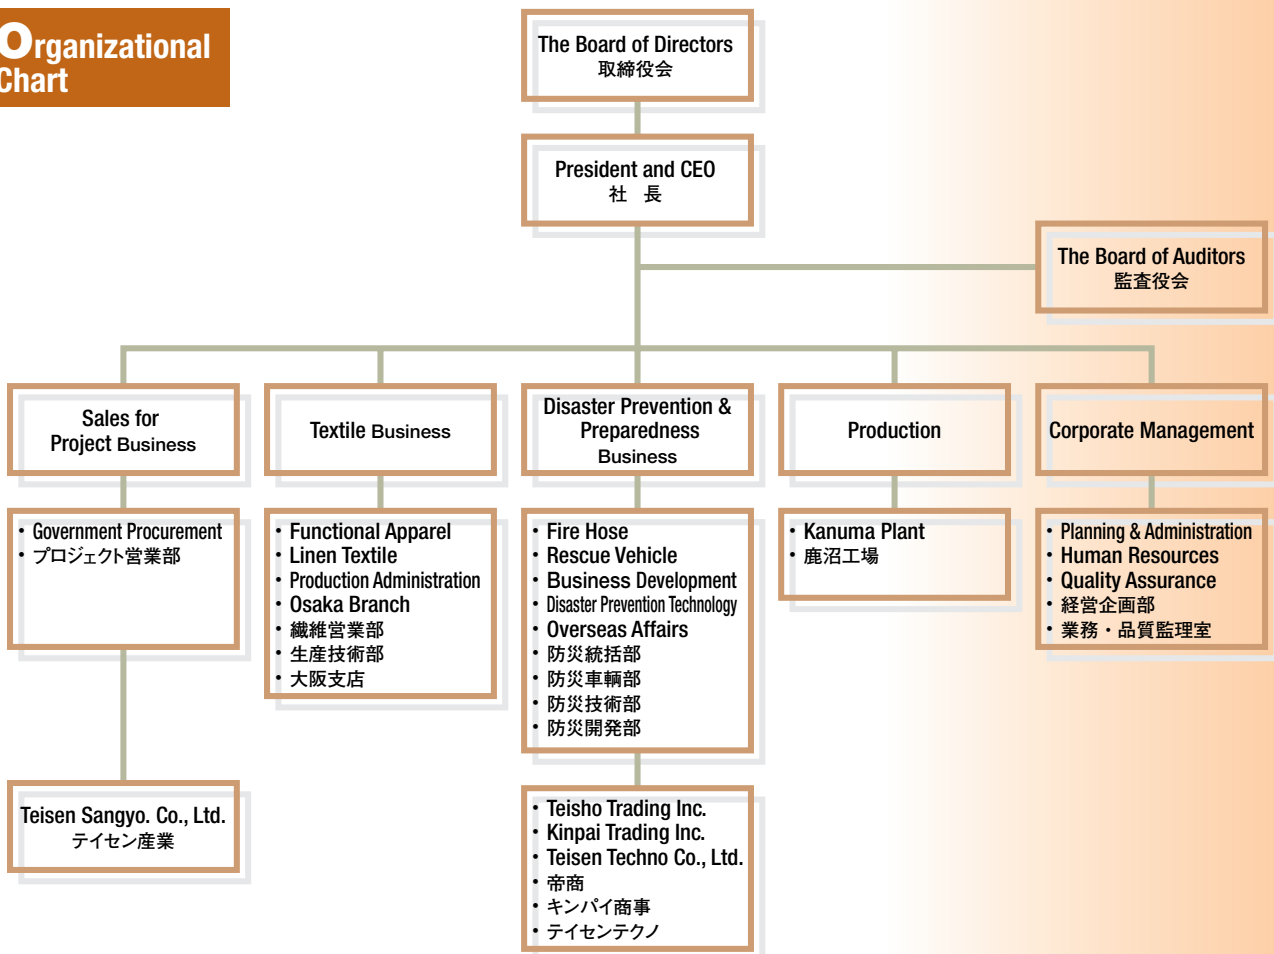 Organizational
Chart
The Board of Directors
取締役会
President and CEO
社　長
The Board of Auditors
監査役会
Sales for
Project Business
Textile Business
Disaster Prevention &
Preparedness
Business
Production
Corporate Management
・Government Procurement
・プロジェクト営業部
・Functional Apparel
・Linen Textile
・Production Administration
・Osaka Branch
・繊維営業部
・生産技術部
・大阪支店
・Fire Hose
・Rescue Vehicle
・Business Development
・Disaster Prevention Technology
・Overseas Affairs
・防災統括部
・防災車輌部
・防災技術部
・防災開発部
・Kanuma Plant
・鹿沼工場
・Planning & Administration
・Human Resources
・Quality Assurance
・経営企画部
・業務・品質監理室
Teisen Sangyo. Co., Ltd.
テイセン産業
・Teisho Trading Inc.
・Kinpai Trading Inc.
・Teisen Techno Co., Ltd.
・帝商
・キンパイ商事
・テイセンテクノ